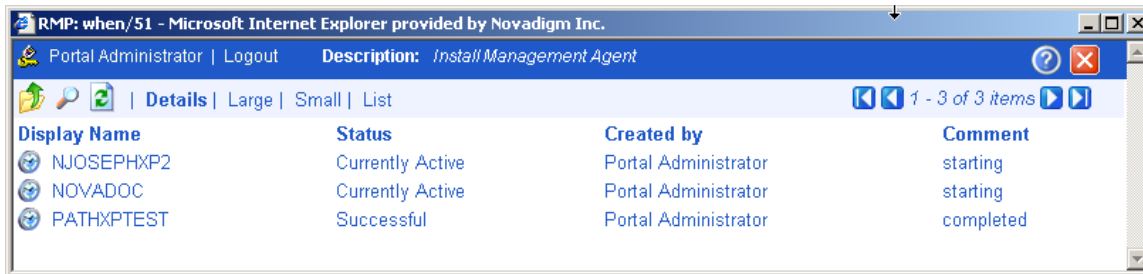 RMP: when/51 - Microsoft Internet Explorer provided by Novadigm Inc.
Portal Administrator | Logout Description: Install Management Agent
| Details | Large | Small | List 1 - 3 of 3 items
Display Name Status Created by Comment
NJOSEPHXP2 Currently Active Portal Administrator starting
NOVADOC Currently Active Portal Administrator starting
PATHXPTEST Successful Portal Administrator completed